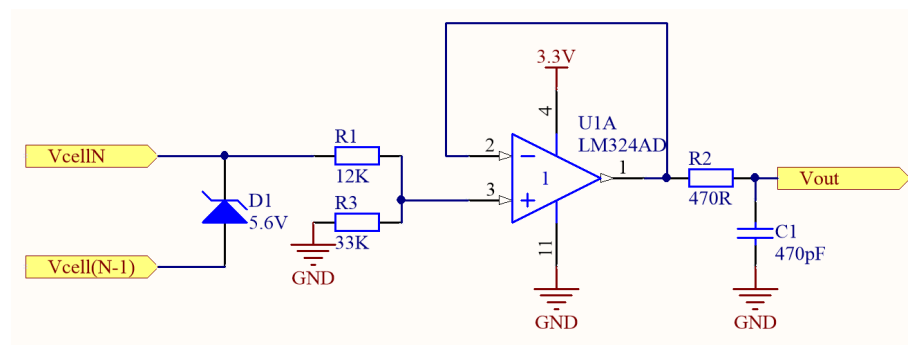 3.3V
4
U1A
LM324AD
VcellN
R1
12K
2
1
1
R2
470R
Vout
D1
5.6V
R3
33K
3
Vcell(N-1)
GND
11
C1
470pF
GND
GND